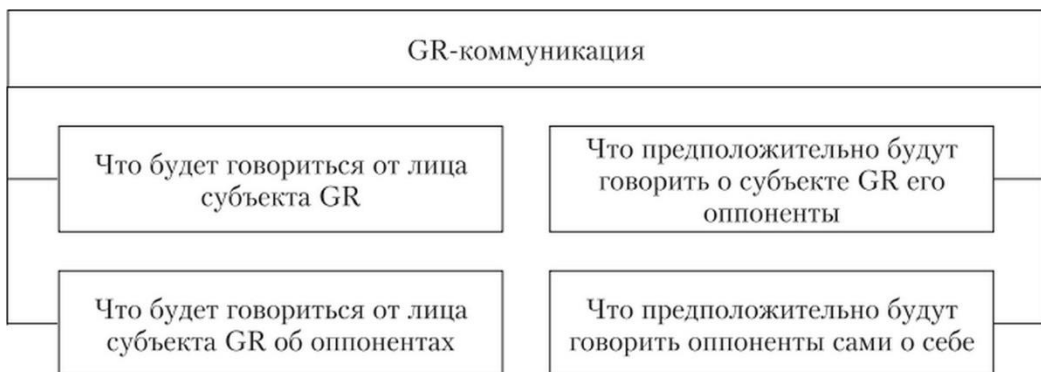 GR-коммуникация
Что будет говориться от лица
субъекта GR
Что предположительно будут
говорить о субъекте GR его
оппоненты
Что будет говориться от лица
субъекта GR об оппонентах
Что предположительно будут
говорить оппоненты сами о себе